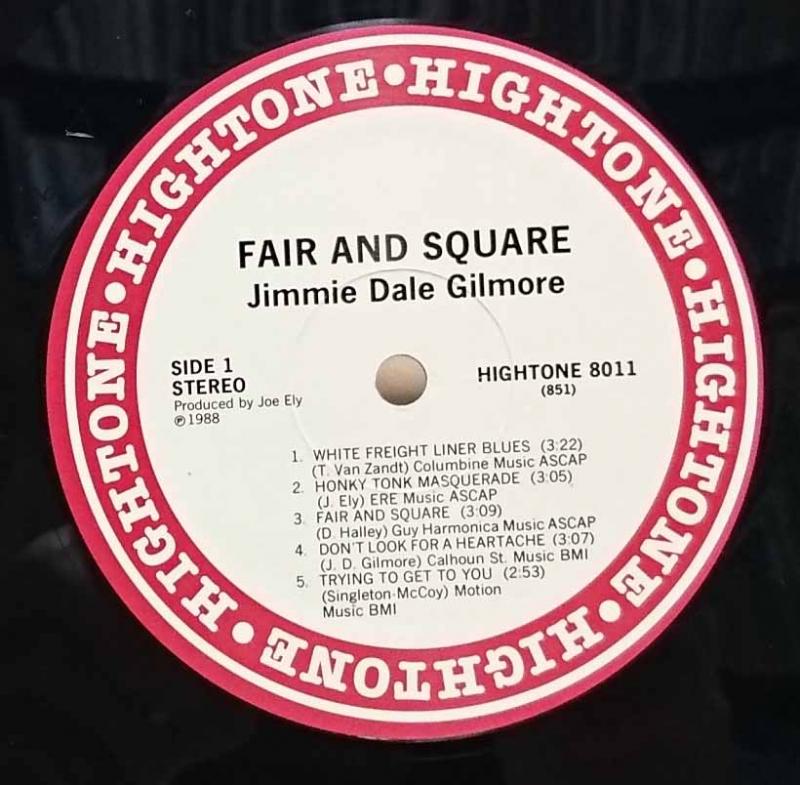 HIGHTONE • HIGHTONE • HIGHTONE • HIGHTONE • HIGHTONE • HIGHTONE •
FAIR AND SQUARE
Jimmie Dale Gilmore
SIDE 1
STEREO
Produced by Joe Ely
℗1988
HIGHTONE 8011
(851)
1. WHITE FREIGHT LINER BLUES (3:22)
(T. Van Zandt) Columbine Music ASCAP
2. HONKY TONK MASQUERADE (3:05)
(J. Ely) ERE Music ASCAP
3. FAIR AND SQUARE (3:09)
(D. Halley) Guy Harmonica Music ASCAP
4. DON'T LOOK FOR A HEARTACHE (3:07)
(J. D. Gilmore) Calhoun St. Music BMI
5. TRYING TO GET TO YOU (2:53)
(Singleton-McCoy) Motion
Music BMI